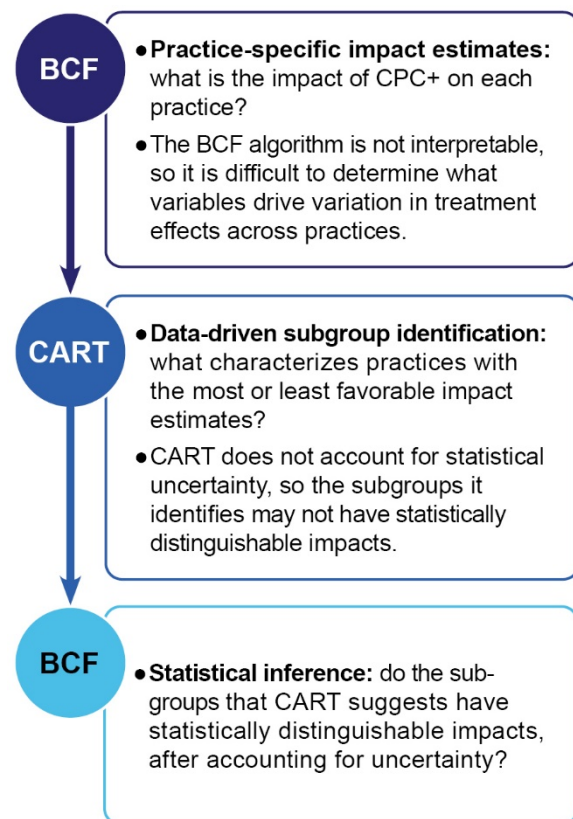 BCF
● Practice-specific impact estimates:
what is the impact of CPC+ on each
practice?
● The BCF algorithm is not interpretable,
so it is difficult to determine what
variables drive variation in treatment
effects across practices.
CART
● Data-driven subgroup identification:
what characterizes practices with
the most or least favorable impact
estimates?
● CART does not account for statistical
uncertainty, so the subgroups it
identifies may not have statistically
distinguishable impacts.
BCF
● Statistical inference: do the sub-
groups that CART suggests have
statistically distinguishable impacts,
after accounting for uncertainty?